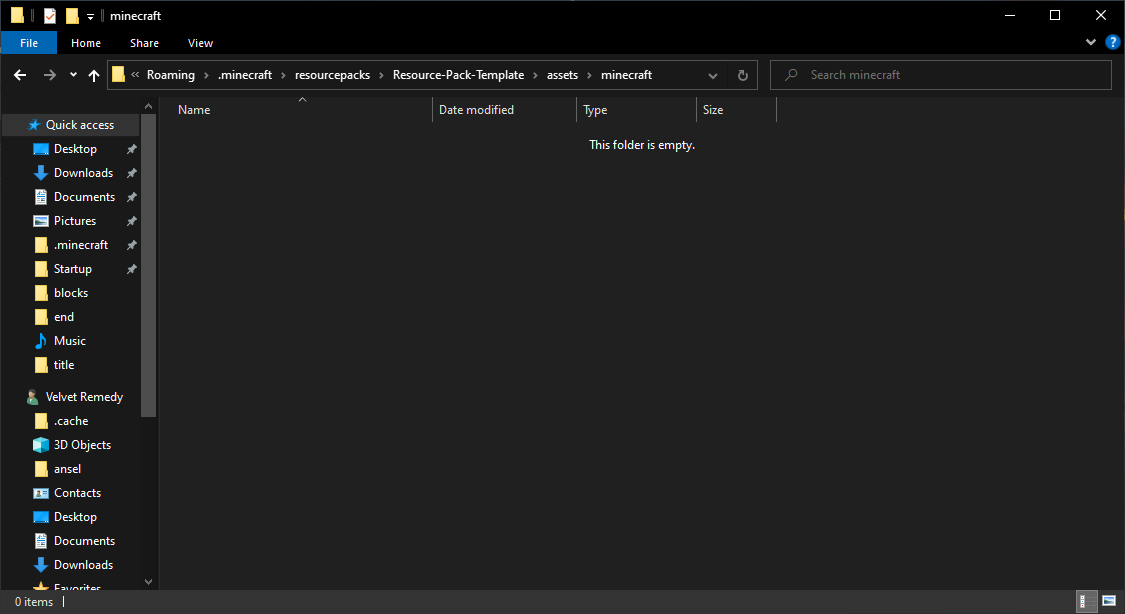 minecraft
File Home Share View
« Roaming > .minecraft > resourcepacks > Resource-Pack-Template > assets > minecraft
Search minecraft
Name Date modified Type Size
This folder is empty.
Quick access
Desktop
Downloads
Documents
Pictures
.minecraft
Startup
blocks
end
Music
title
Velvet Remedy
.cache
3D Objects
ansel
Contacts
Desktop
Documents
Downloads
Favorites
0 items